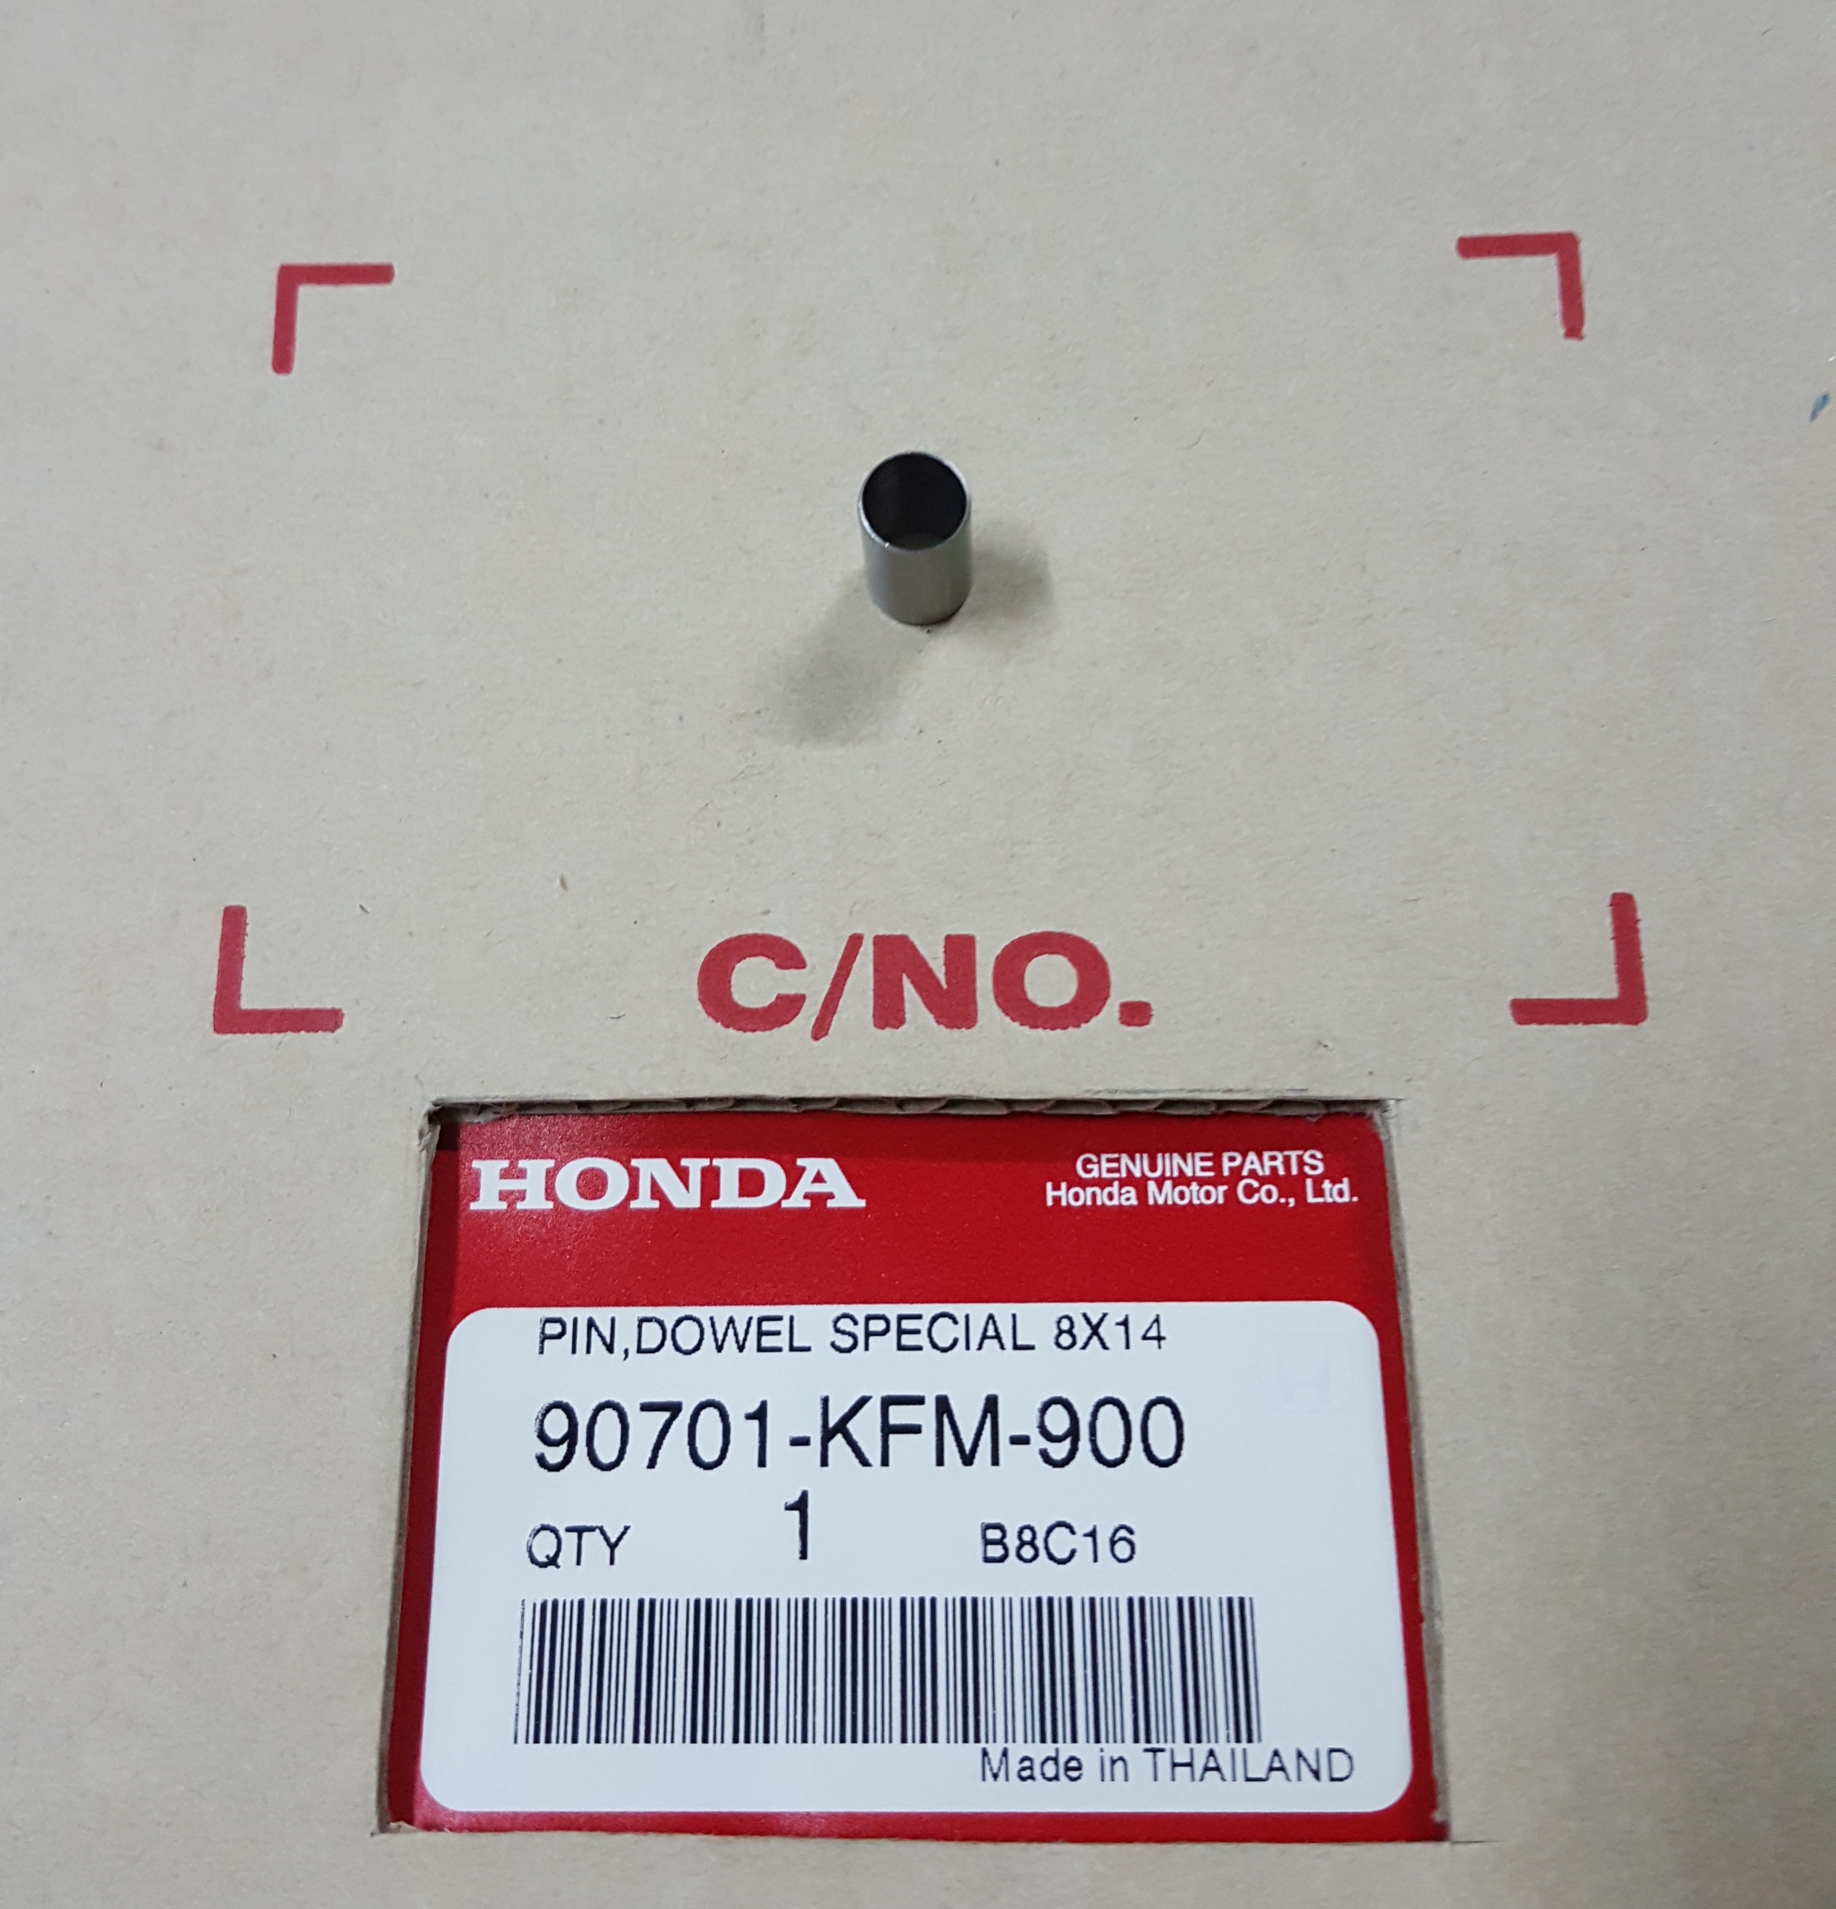 C/NO.
HONDA
GENUINE PARTS
Honda Motor Co., Ltd.
PIN,DOWEL SPECIAL 8X14
90701-KFM-900
QTY 1 B8C16
Made in THAILAND